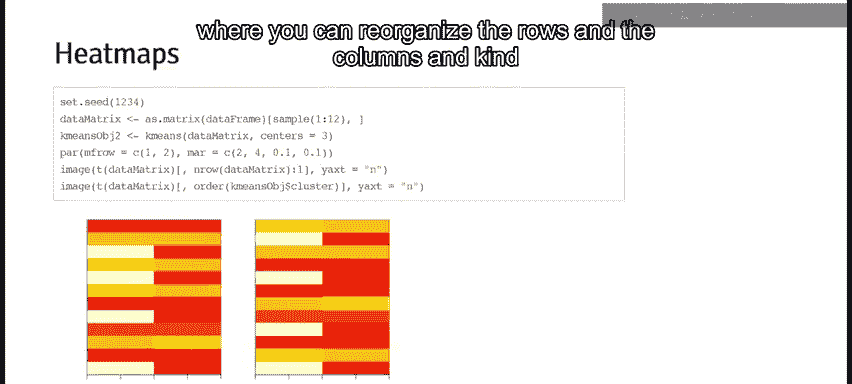 where you can reorganize the rows and the
columns and kind
Heatmaps
set.seed(1234)
dataMatrix <- as.matrix(dataFrame)[sample(1:12), ]
kmeansObj2 <- kmeans(dataMatrix, centers = 3)
par(mfrow = c(1, 2), mar = c(2, 4, 0.1, 0.1))
image(t(dataMatrix)[, nrow(dataMatrix):1], yaxt = "n")
image(t(dataMatrix)[, order(kmeansObj$cluster)], yaxt = "n")